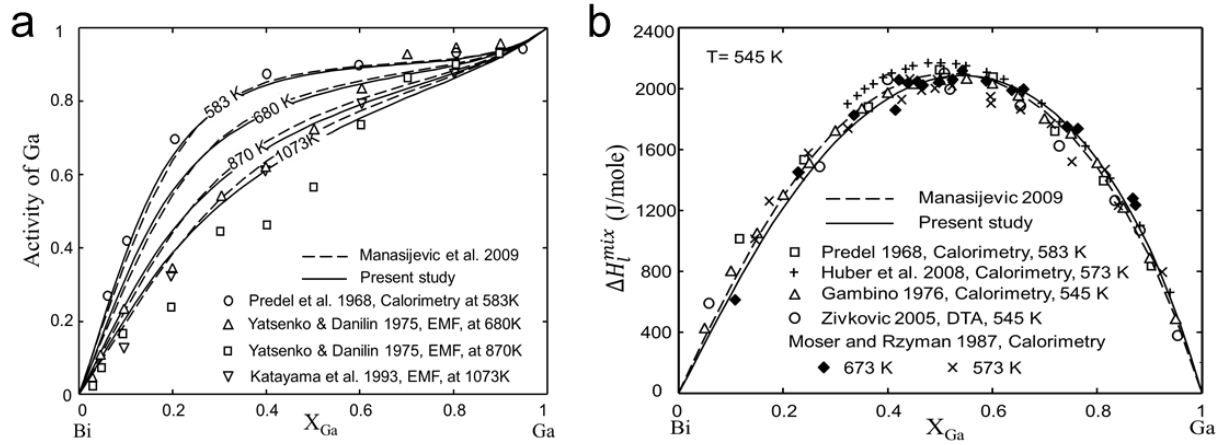 a
Activity of Ga
1
0.8
0.6
0.4
0.2
0
583 K
680 K
870 K
1073K
Manasijevic et al. 2009
Present study
Predel et al. 1968, Calorimetry at 583K
Yatsenko & Danilin 1975, EMF, at 680K
Yatsenko & Danilin 1975, EMF, at 870K
Katayama et al. 1993, EMF, at 1073K
0 0.2 0.4 0.6 0.8 1
Bi X_Ga Ga
b
ΔH_l^mix (J/mole)
2400
2000
1600
1200
800
400
0
T= 545 K
Manasijevic 2009
Present study
Predel 1968, Calorimetry, 583 K
Huber et al. 2008, Calorimetry, 573 K
Gambino 1976, Calorimetry, 545 K
Zivkovic 2005, DTA, 545 K
Moser and Rzyman 1987, Calorimetry
673 K 573 K
0 0.2 0.4 0.6 0.8 1
Bi X_Ga Ga